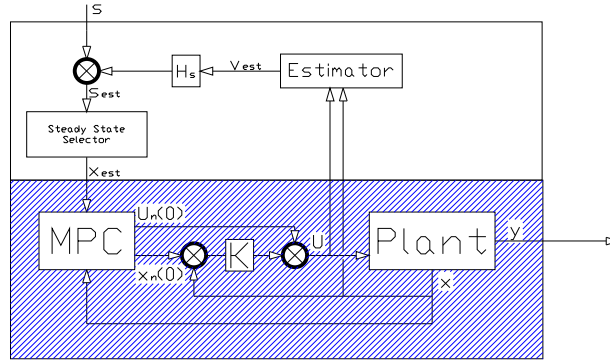 S
Hs
Vest
Estimator
Sest
Steady State
Selector
xest
Un(0)
MPC
K
U
Plant
y
xn(0)
x